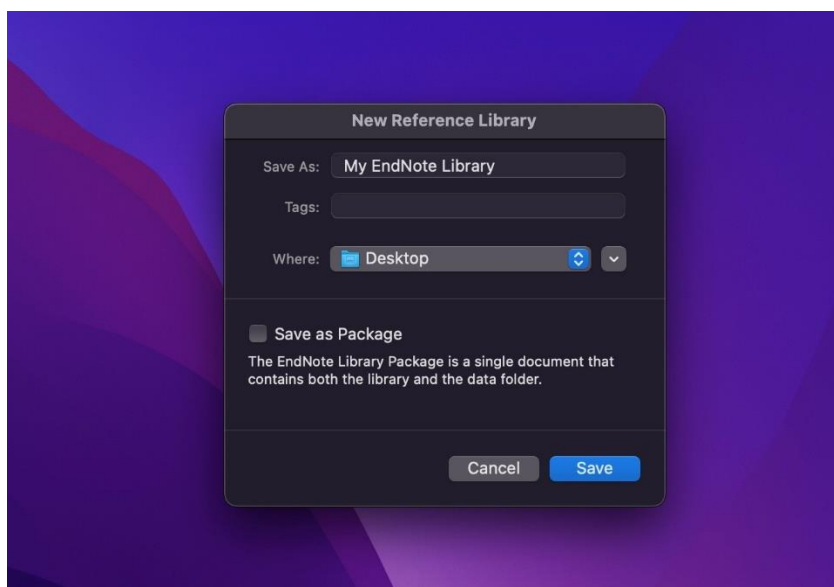 New Reference Library
Save As: My EndNote Library
Tags:
Where: Desktop
Save as Package
The EndNote Library Package is a single document that
contains both the library and the data folder.
Cancel Save